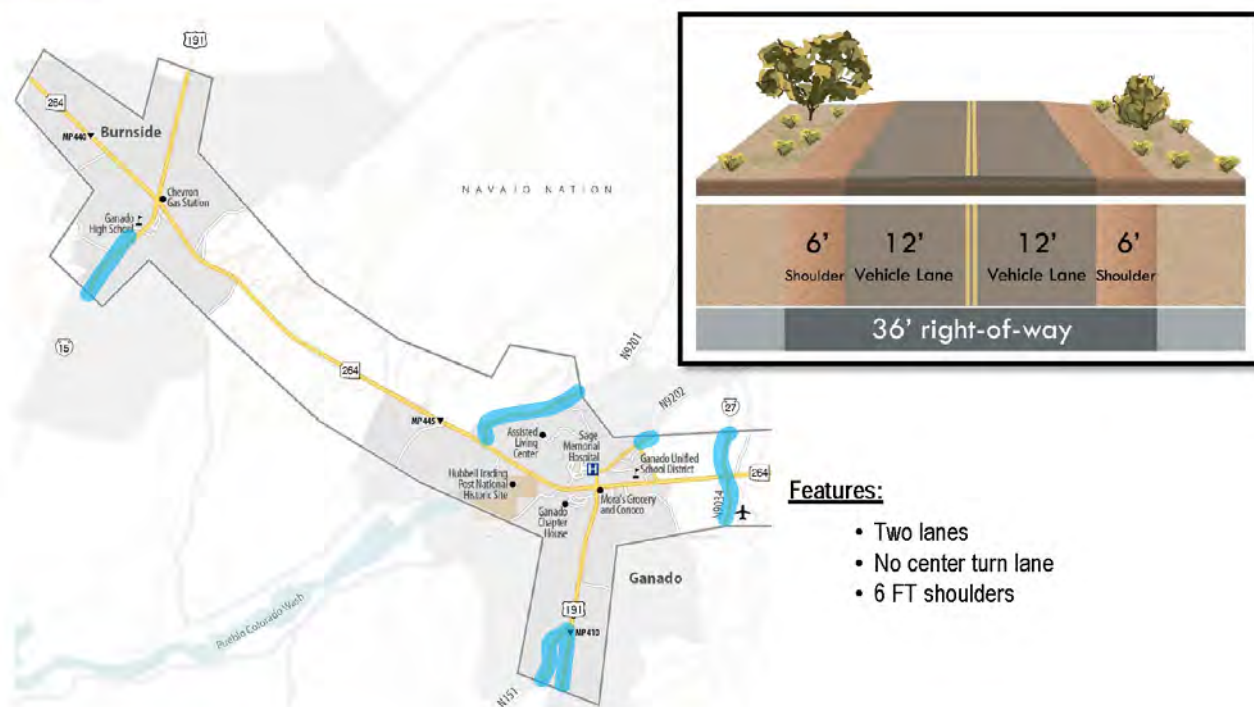 191
264
MP 440
Burnside
Chevron
Gas Station
Ganado
High School
NAVAJO NATION
15
264
MP 445
N9201
N9202
27
Assisted
Living
Center
Sage
Memorial
Hospital
H
Ganado Unified
School District
264
Hubbell Trading
Post National
Historic Site
Mora's Grocery
and Conoco
N9034
Ganado
Chapter
House
Ganado
Pueblo Colorado Wash
191
MP 410
N151
6'
Shoulder
12'
Vehicle Lane
12'
Vehicle Lane
6'
Shoulder
36' right-of-way
Features:
• Two lanes
• No center turn lane
• 6 FT shoulders